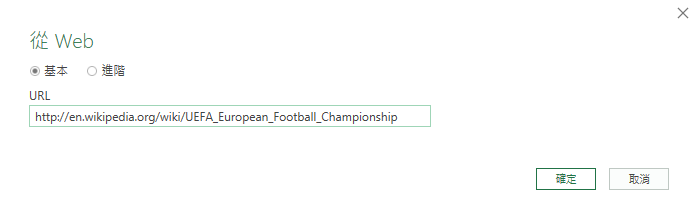 從 Web
基本 進階
URL
http://en.wikipedia.org/wiki/UEFA_European_Football_Championship
確定 取消